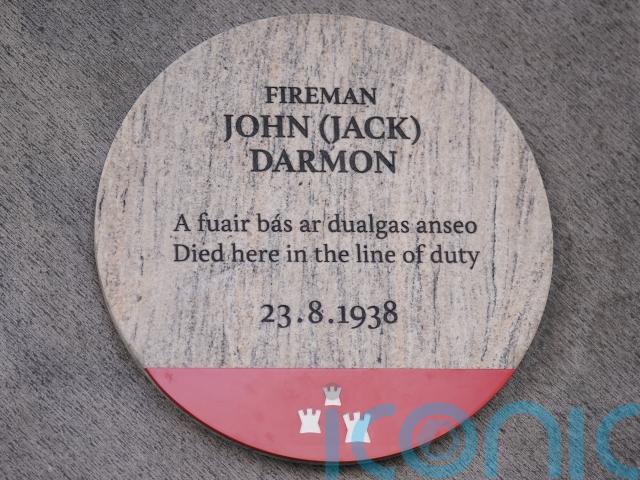 FIREMAN
JOHN (JACK)
DARMON
A fuair bás ar dualgas anseo
Died here in the line of duty
23.8.1938
iconic